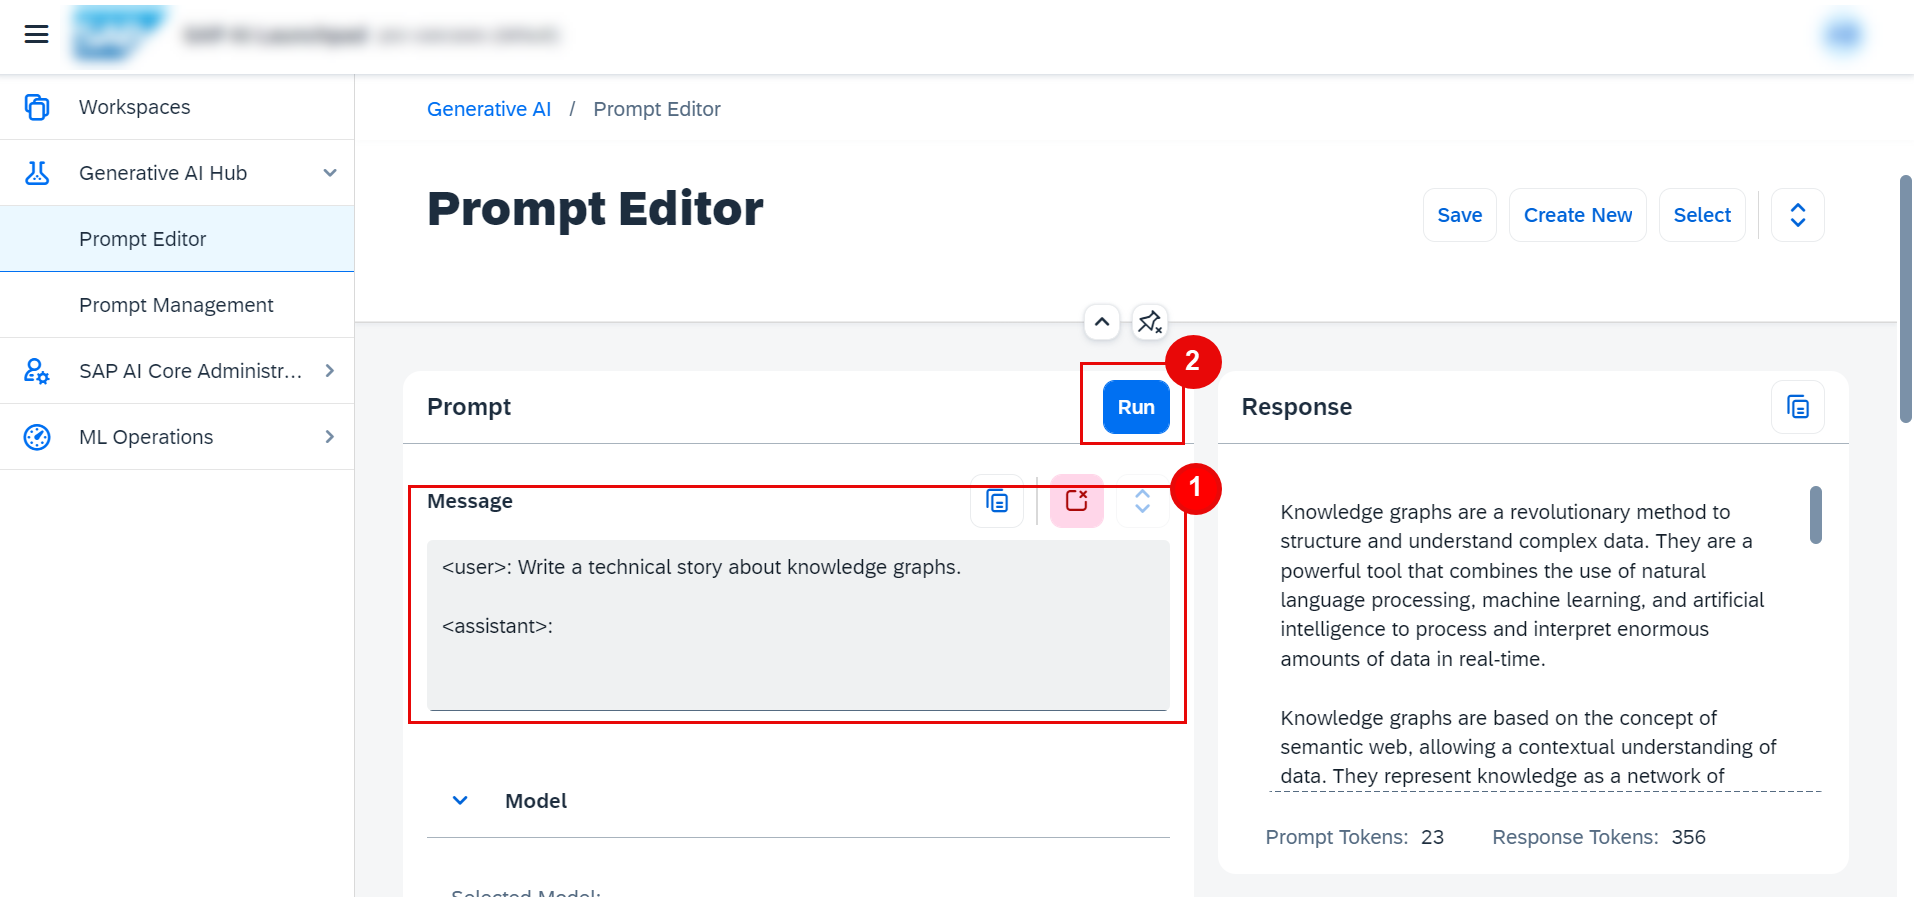 Workspaces
Generative AI Hub
Prompt Editor
Prompt Management
SAP AI Core Administr...
ML Operations
Generative AI / Prompt Editor
Prompt Editor
Save
Create New
Select
Prompt
Run
2
Message
1
<user>: Write a technical story about knowledge graphs.
<assistant>:
Model
Selected Model:
Response
Knowledge graphs are a revolutionary method to
structure and understand complex data. They are a
powerful tool that combines the use of natural
language processing, machine learning, and artificial
intelligence to process and interpret enormous
amounts of data in real-time.
Knowledge graphs are based on the concept of
semantic web, allowing a contextual understanding of
data. They represent knowledge as a network of
Prompt Tokens: 23 Response Tokens: 356